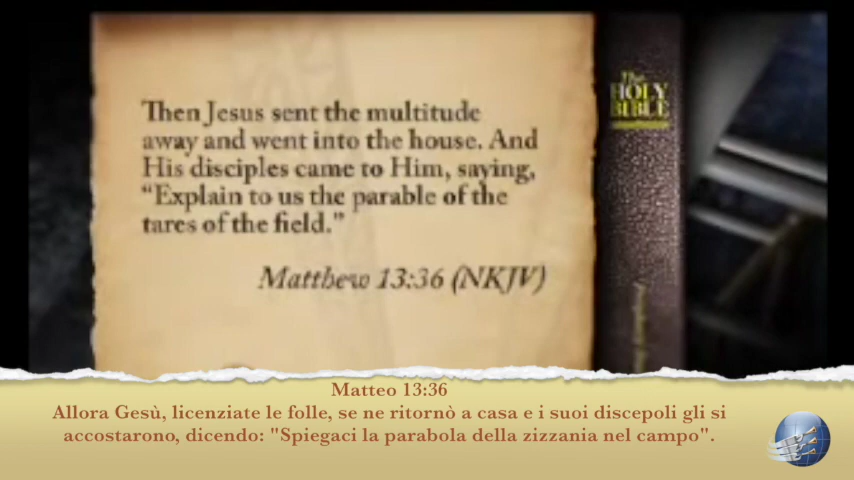 Then Jesus sent the multitude
away and went into the house. And
His disciples came to Him, saying,
“Explain to us the parable of the
tares of the field.”
Matthew 13:36 (NKJV)
The
HOLY
BIBLE
Matteo 13:36
Allora Gesù, licenziate le folle, se ne ritornò a casa e i suoi discepoli gli si
accostarono, dicendo: "Spiegaci la parabola della zizzania nel campo".